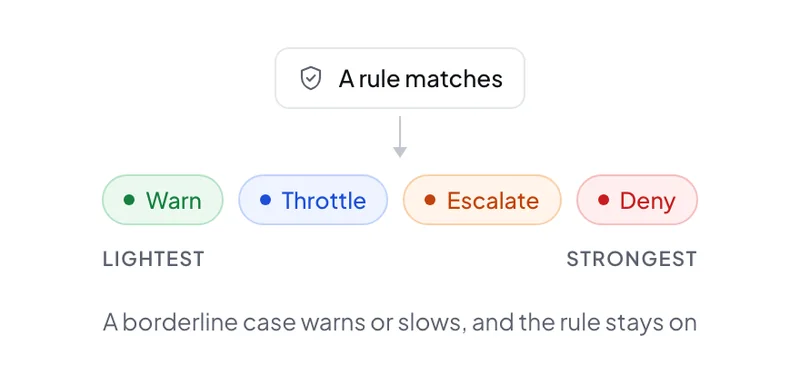 A rule matches
Warn Throttle Escalate Deny
LIGHTEST STRONGEST
A borderline case warns or slows, and the rule stays on